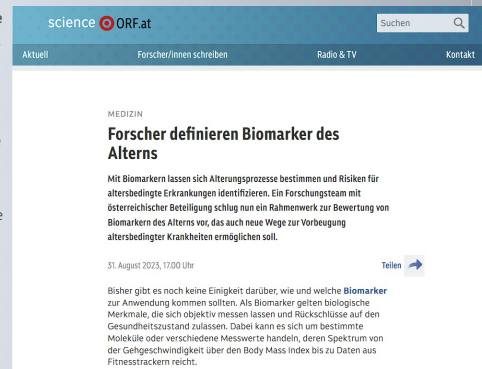 science ORF.at
Suchen
Aktuell
Forscher/innen schreiben
Radio & TV
Kontakt
MEDIZIN
Forscher definieren Biomarker des
Alterns
Mit Biomarkern lassen sich Alterungsprozesse bestimmen und Risiken für
altersbedingte Erkrankungen identifizieren. Ein Forschungsteam mit
österreichischer Beteiligung schlug nun ein Rahmenwerk zur Bewertung von
Biomarkern des Alterns vor, das auch neue Wege zur Vorbeugung
altersbedingter Krankheiten ermöglichen soll.
31. August 2023, 17.00 Uhr
Teilen
Bisher gibt es noch keine Einigkeit darüber, wie und welche Biomarker
zur Anwendung kommen sollten. Als Biomarker gelten biologische
Merkmale, die sich objektiv messen lassen und Rückschlüsse auf den
Gesundheitszustand zulassen. Dabei kann es sich um bestimmte
Moleküle oder verschiedene Messwerte handeln, deren Spektrum von
der Gehgeschwindigkeit über den Body Mass Index bis zu Daten aus
Fitnesstrackern reicht.